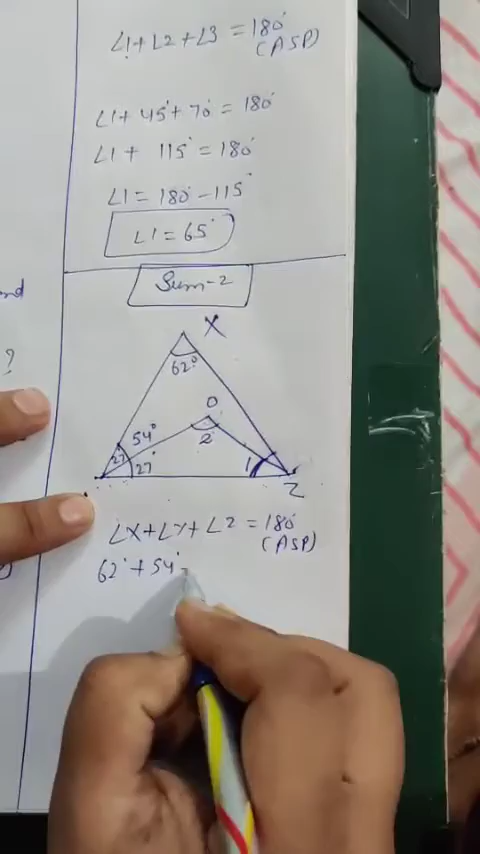 ∠1+∠2+∠3 = 180°
(ASP)
∠1+ 45°+70° = 180°
∠1 + 115° = 180°
∠1 = 180° - 115°
∠1 = 65°
nd
?
Sum-2
X
62°
O
54°
2
27
27°
1
Z
∠X+∠Y+∠Z = 180°
(ASP)
62° + 54°